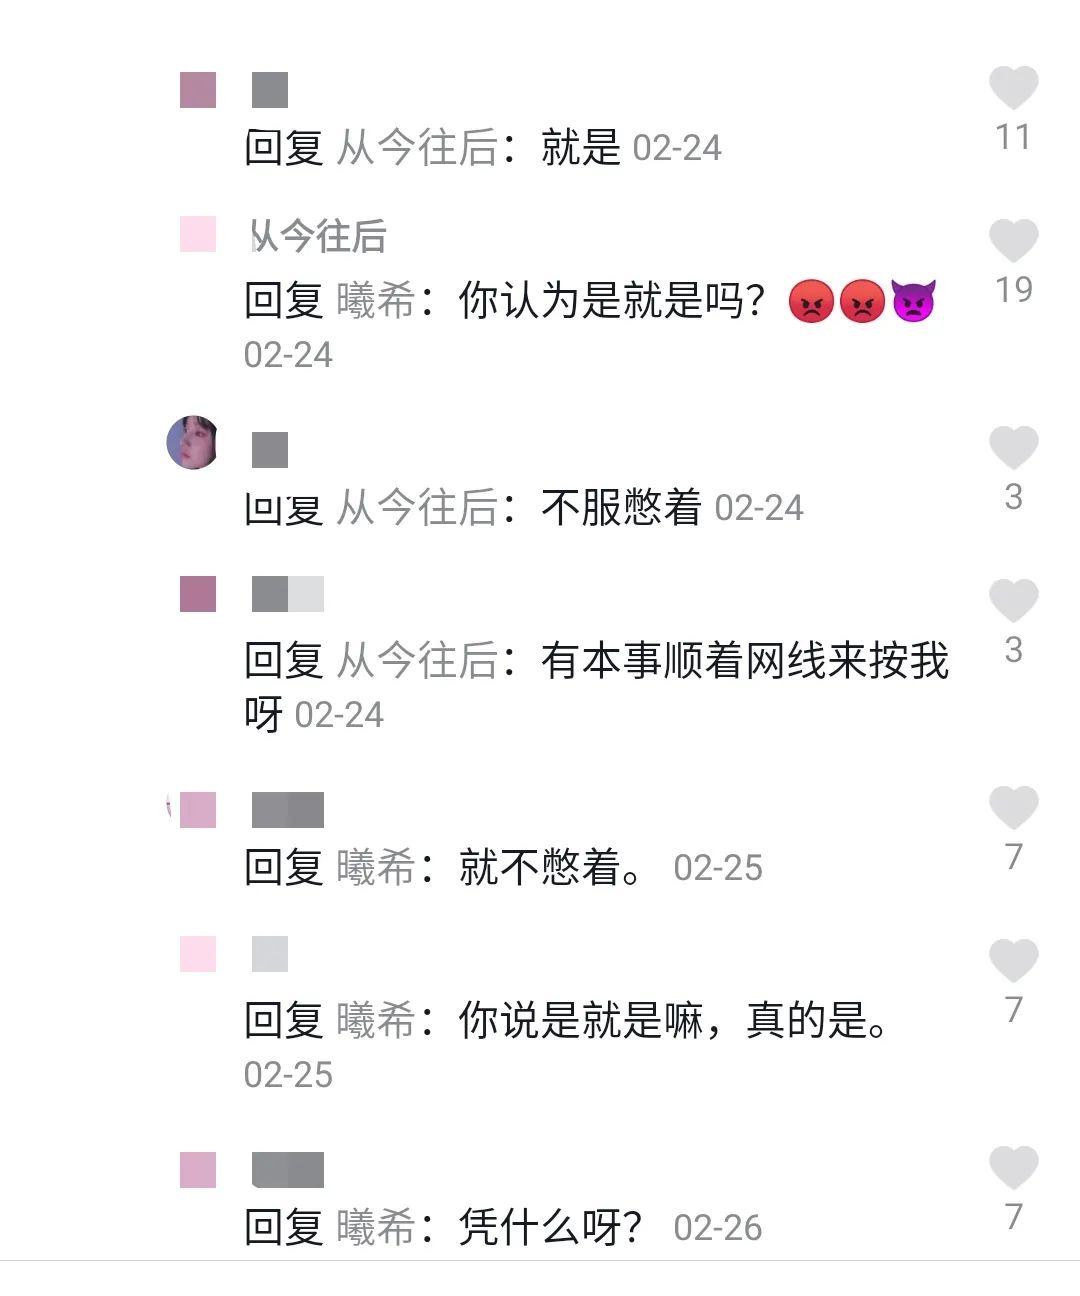 回复 从今往后：就是 02-24
11
从今往后
回复 曦希：你认为是就是吗？😡😡👿
02-24
19
回复 从今往后：不服憋着 02-24
3
回复 从今往后：有本事顺着网线来按我
呀 02-24
3
回复 曦希：就不憋着。 02-25
7
回复 曦希：你说是就是嘛，真的是。
02-25
7
回复 曦希：凭什么呀？ 02-26
7